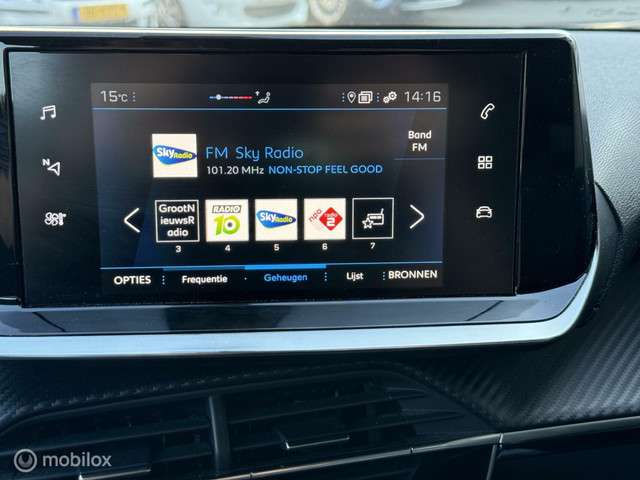 15°C
14:16
N
Sky Radio
FM Sky Radio
101.20 MHz NON-STOP FEEL GOOD
Band
FM
GrootN
ieuwsR
adio
RADIO
10
Sky Radio
npo
radio
2
3 4 5 6 7
OPTIES Frequentie Geheugen Lijst BRONNEN
mobilox